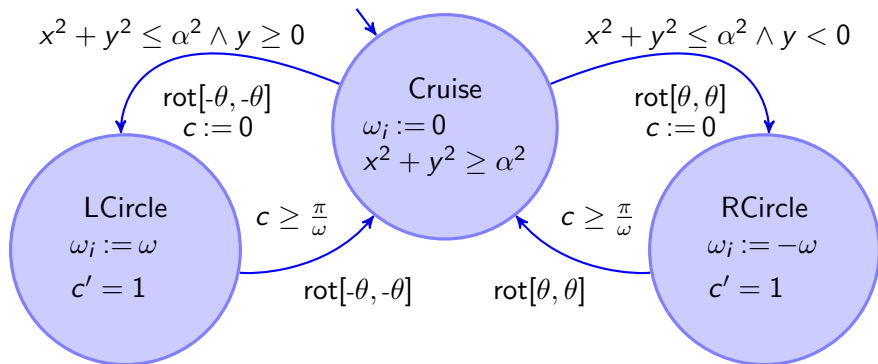 x² + y² ≤ α² ∧ y ≥ 0
rot[-θ, -θ]
c := 0
Cruise
ωᵢ := 0
x² + y² ≥ α²
x² + y² ≤ α² ∧ y < 0
rot[θ, θ]
c := 0
LCircle
ωᵢ := ω
c′ = 1
c ≥ π/ω
rot[-θ, -θ]
c ≥ π/ω
rot[θ, θ]
RCircle
ωᵢ := −ω
c′ = 1